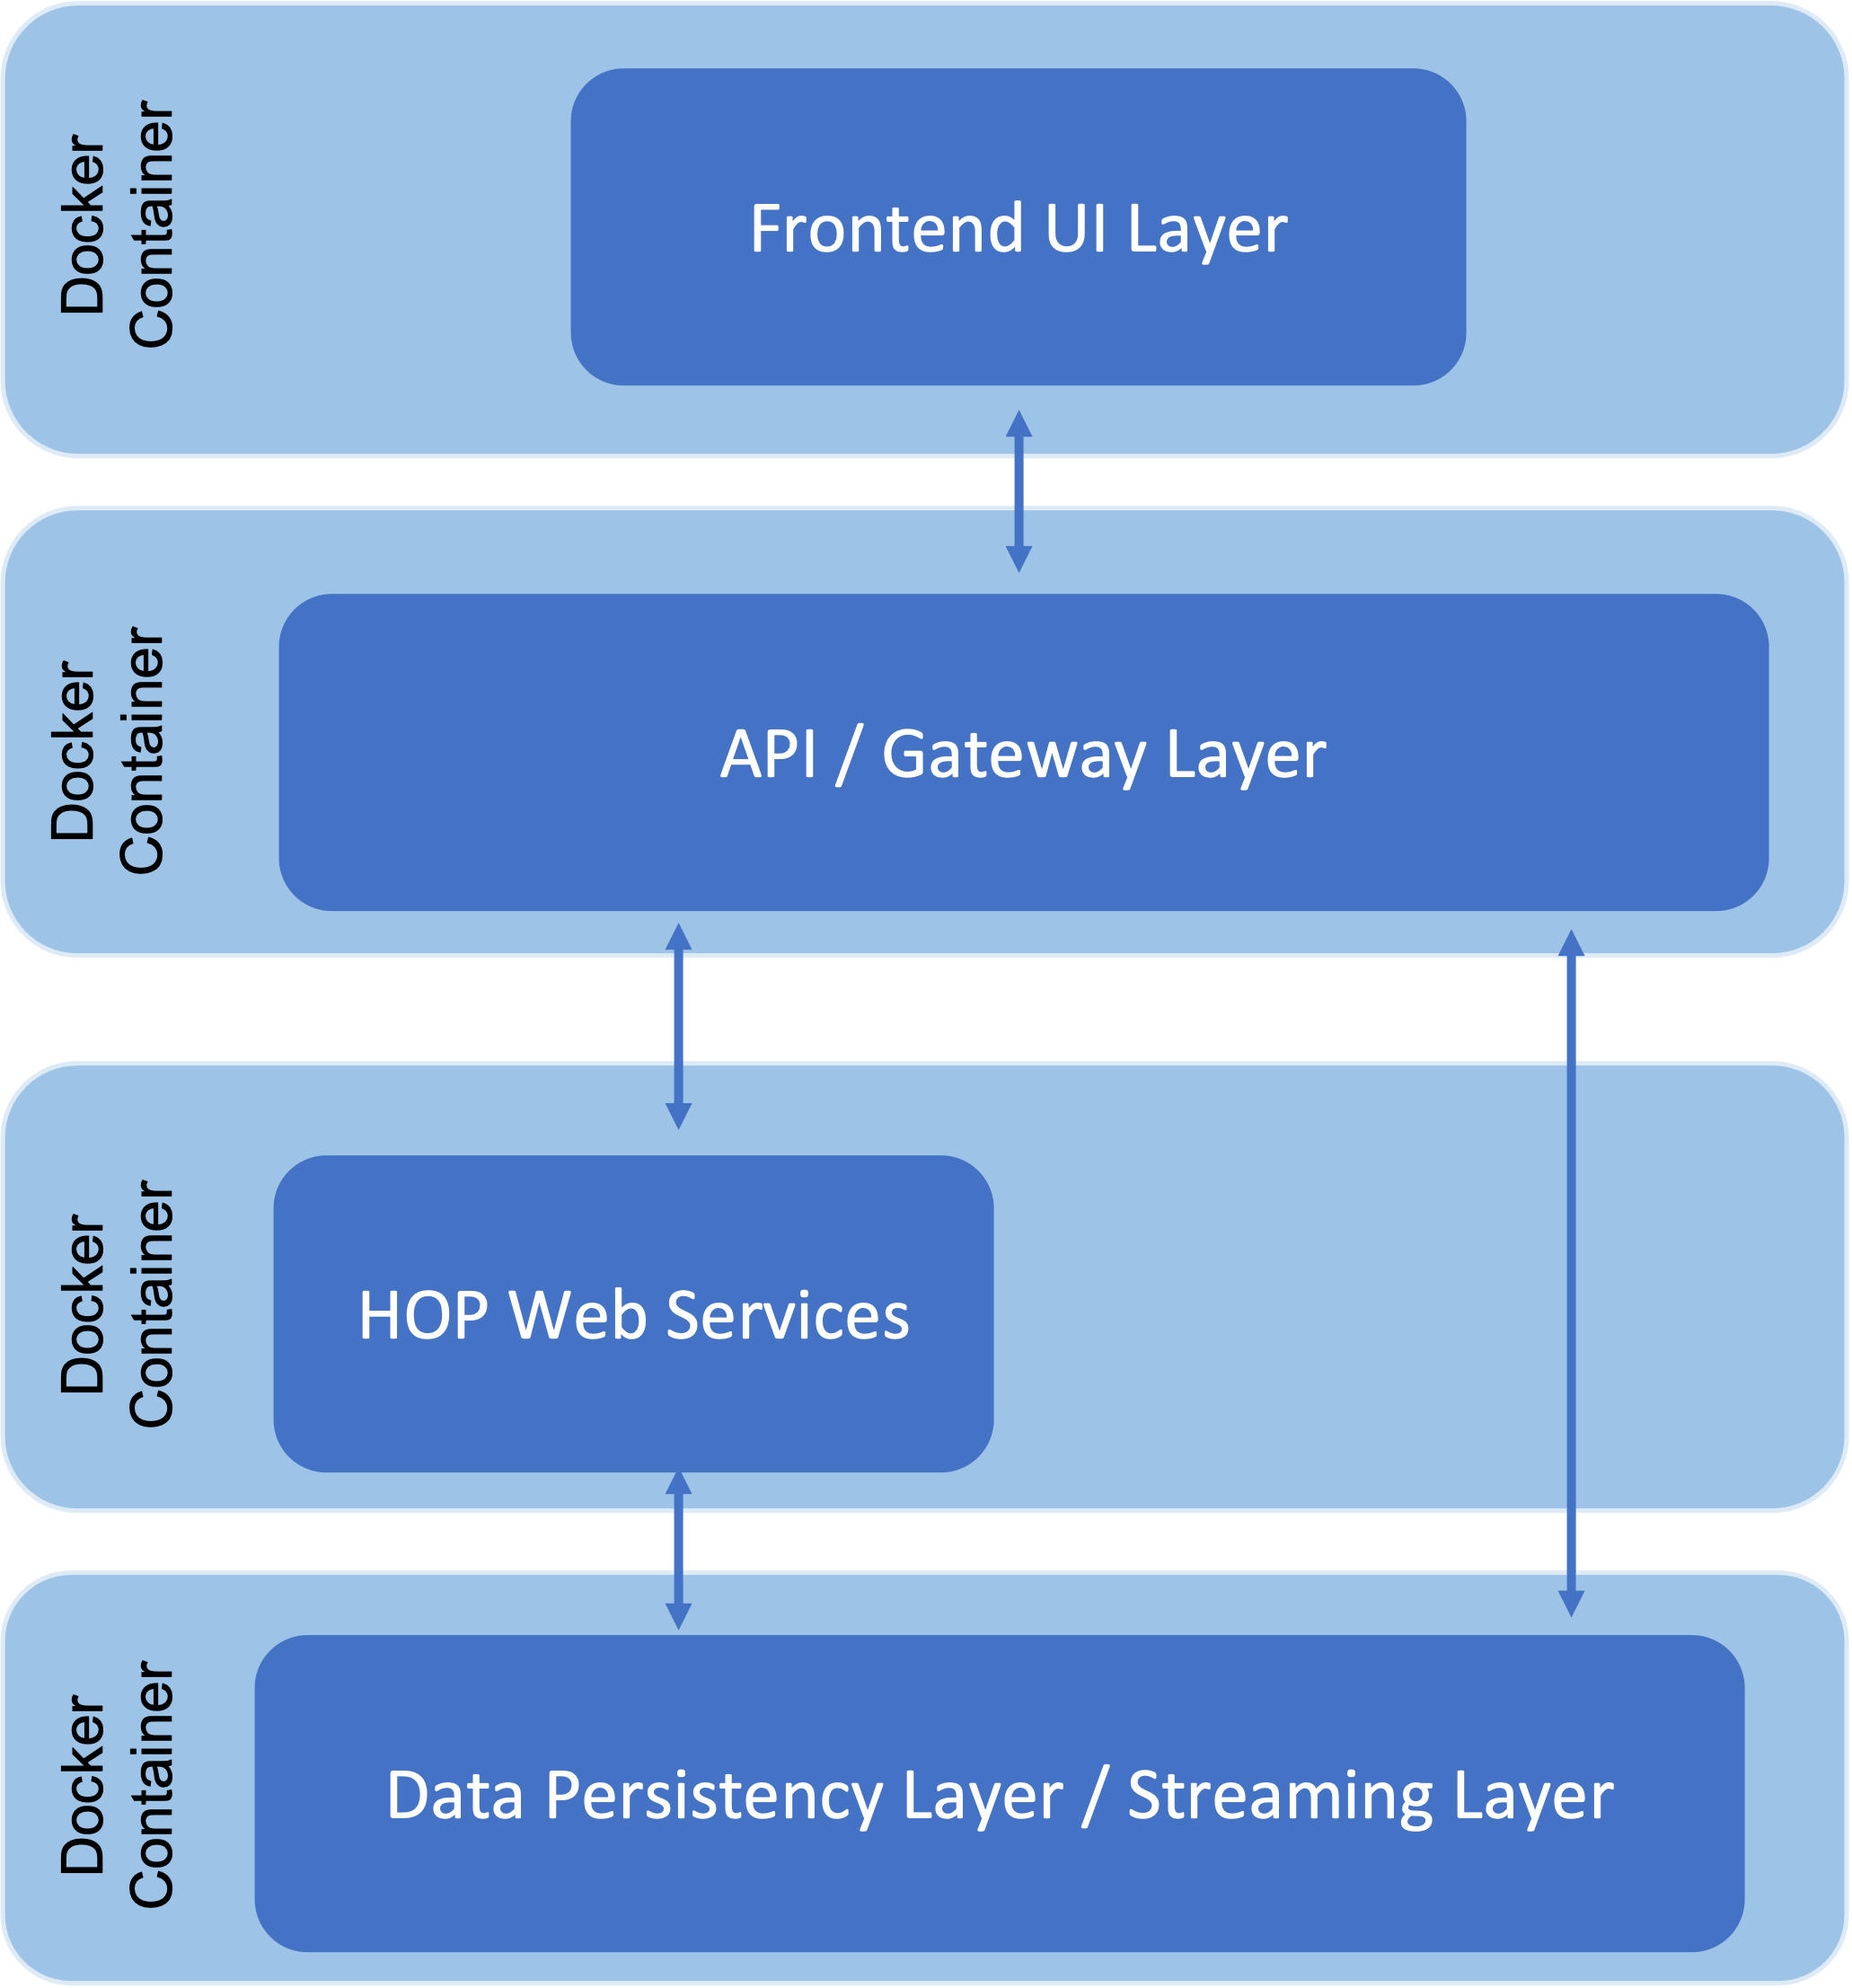 Docker
Container
Frontend UI Layer
Docker
Container
API / Gateway Layer
Docker
Container
HOP Web Services
Docker
Container
Data Persistency Layer / Streaming Layer